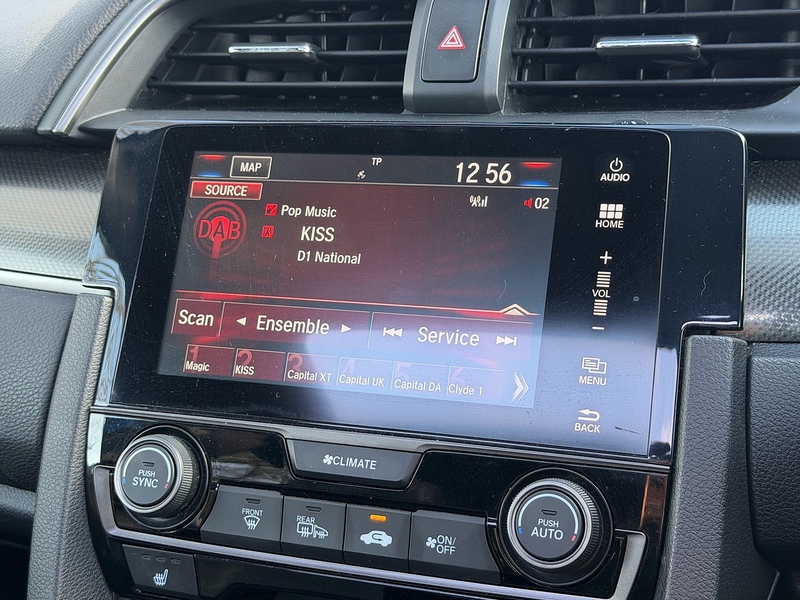 MAP
TP
12 56
AUDIO
SOURCE
02
DAB
Pop Music
KISS
D1 National
HOME
+
VOL
−
Scan
Ensemble
Service
1 Magic
2 KISS
3 Capital XT
4 Capital UK
5 Capital DA
6 Clyde 1
MENU
BACK
CLIMATE
PUSH
SYNC
FRONT
REAR
ON/
OFF
PUSH
AUTO